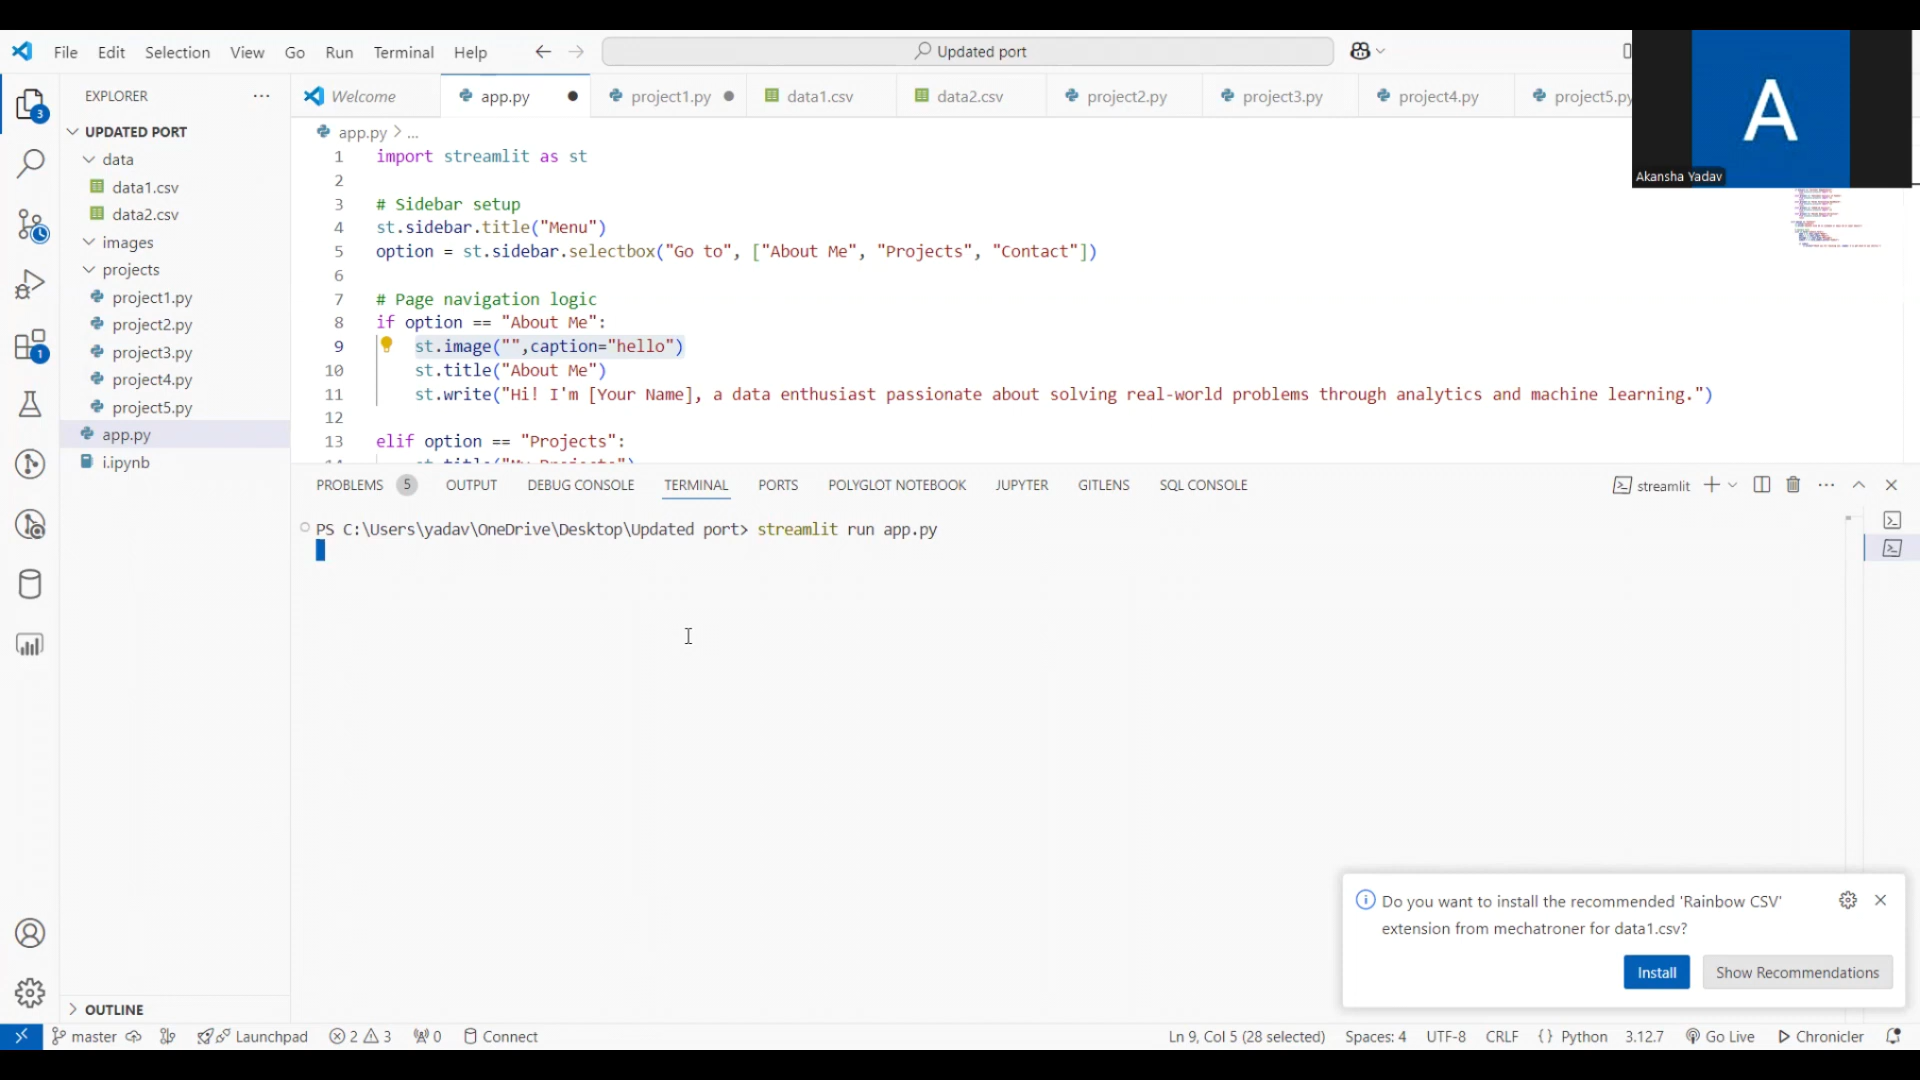 File Edit Selection View Go Run Terminal Help
Updated port
A
Akansha Yadav
EXPLORER
UPDATED PORT
data
data1.csv
data2.csv
images
projects
project1.py
project2.py
project3.py
project4.py
project5.py
app.py
i.ipynb
OUTLINE
3
1
Welcome app.py project1.py data1.csv data2.csv project2.py project3.py project4.py project5.py
app.py > ...
1 import streamlit as st
2
3 # Sidebar setup
4 st.sidebar.title("Menu")
5 option = st.sidebar.selectbox("Go to", ["About Me", "Projects", "Contact"])
6
7 # Page navigation logic
8 if option == "About Me":
9 st.image("",caption="hello")
10 st.title("About Me")
11 st.write("Hi! I'm [Your Name], a data enthusiast passionate about solving real-world problems through analytics and machine learning.")
12
13 elif option == "Projects":
14 st.title("My Projects")
PROBLEMS 5 OUTPUT DEBUG CONSOLE TERMINAL PORTS POLYGLOT NOTEBOOK JUPYTER GITLENS SQL CONSOLE
streamlit
PS C:\Users\yadav\OneDrive\Desktop\Updated port> streamlit run app.py
Do you want to install the recommended 'Rainbow CSV'
extension from mechatroner for data1.csv?
Install Show Recommendations
master Launchpad 2 3 0 Connect Ln 9, Col 5 (28 selected) Spaces: 4 UTF-8 CRLF {} Python 3.12.7 Go Live Chronicler